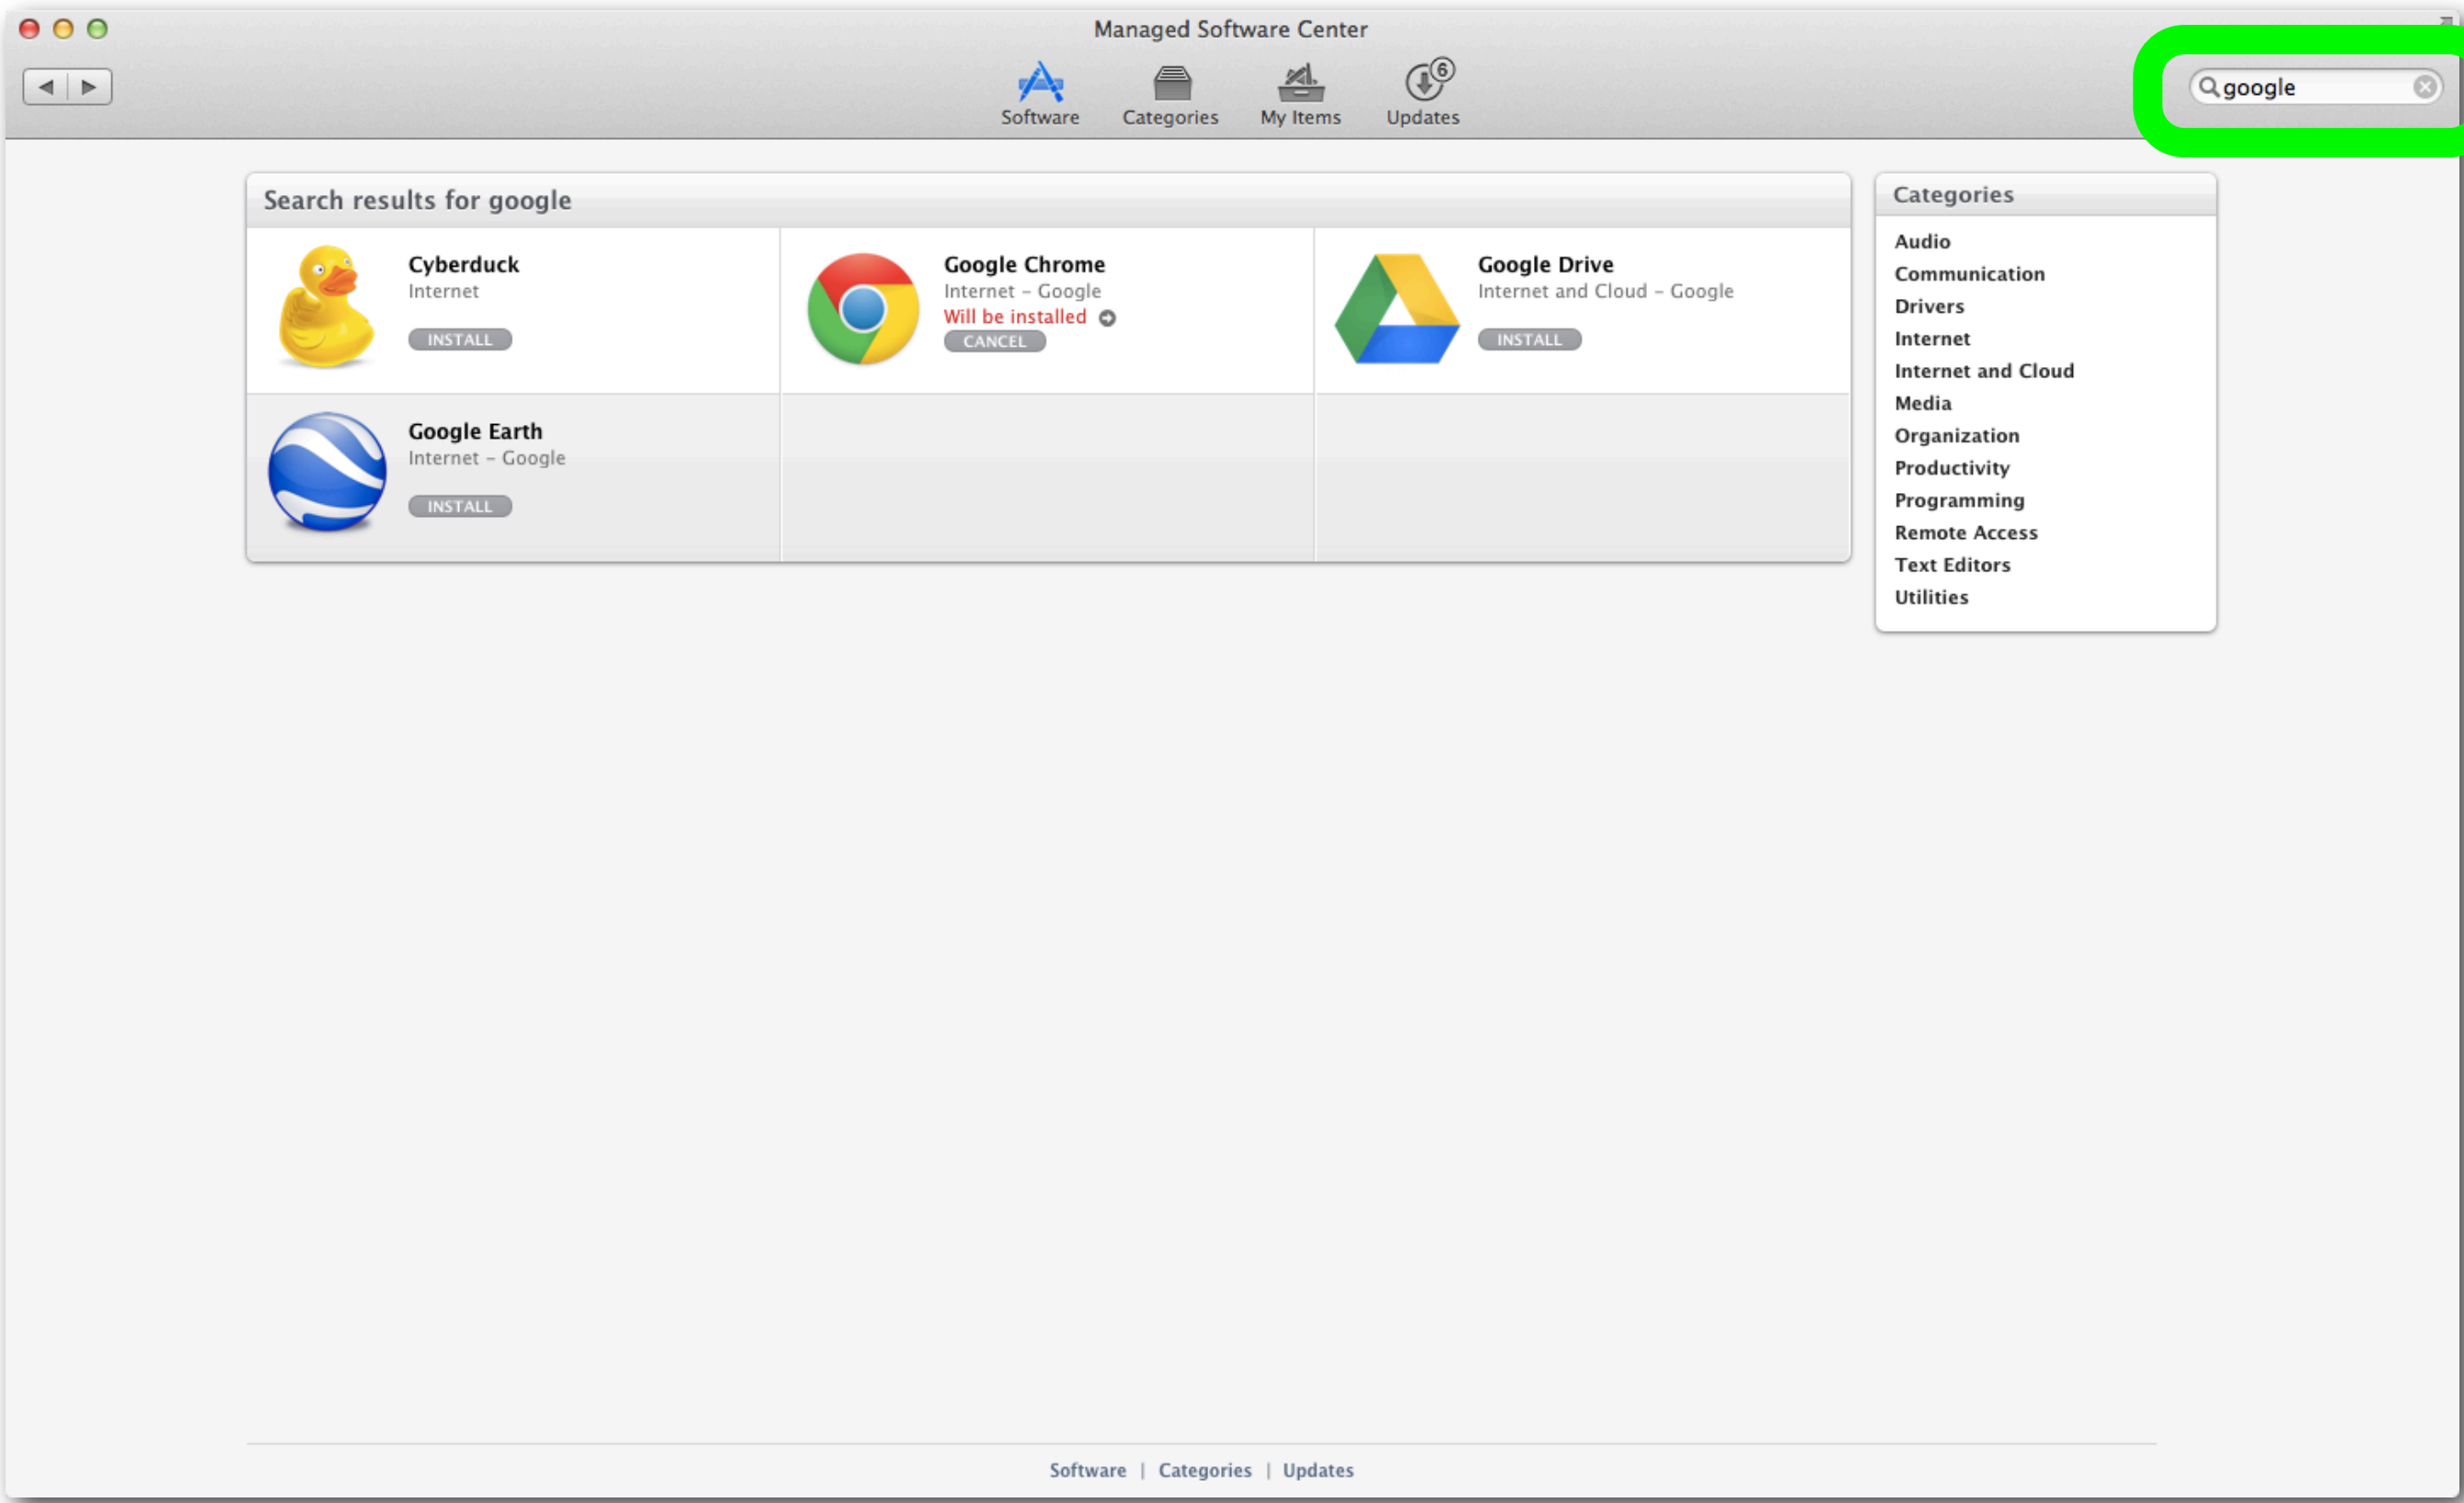 Managed Software Center
Software
Categories
My Items
6
Updates
google
Search results for google
Cyberduck
Internet
INSTALL
Google Chrome
Internet – Google
Will be installed
CANCEL
Google Drive
Internet and Cloud – Google
INSTALL
Google Earth
Internet – Google
INSTALL
Categories
Audio
Communication
Drivers
Internet
Internet and Cloud
Media
Organization
Productivity
Programming
Remote Access
Text Editors
Utilities
Software | Categories | Updates